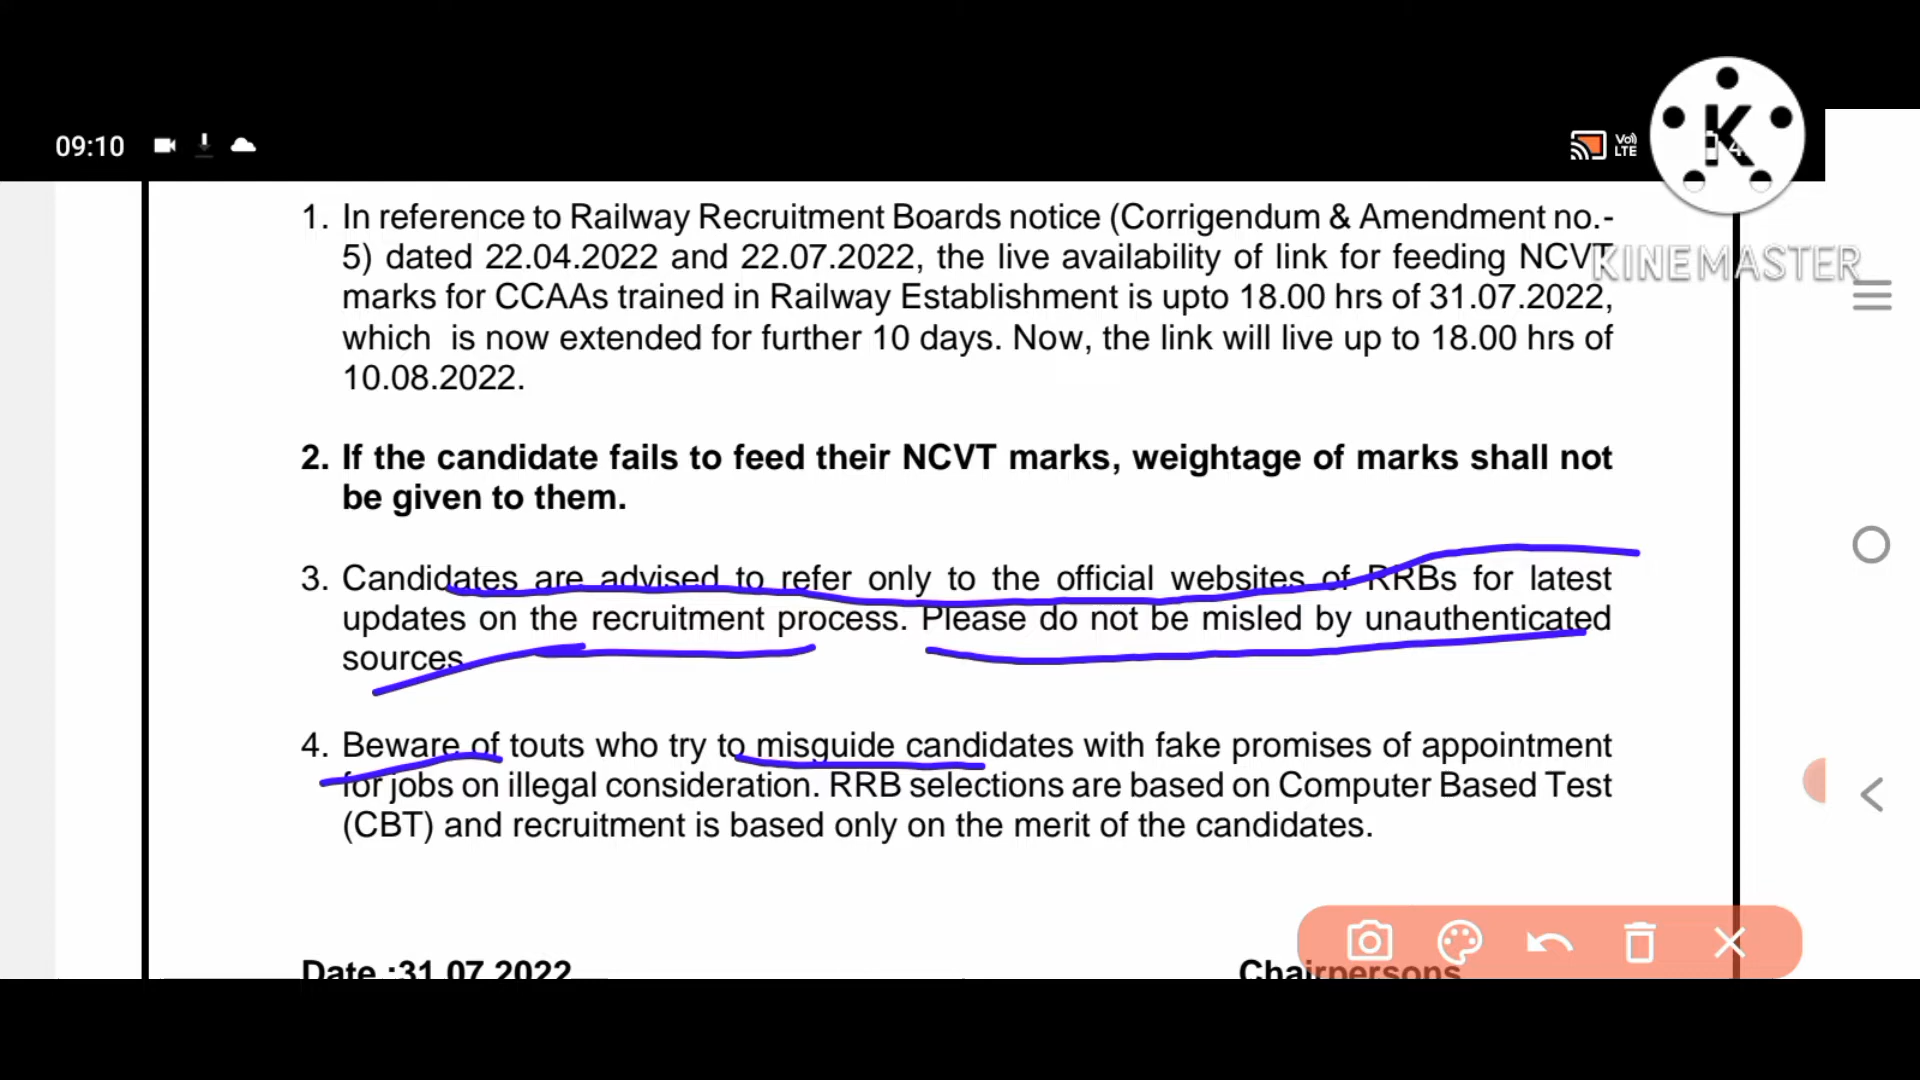 09:10
Vo) LTE
K
KINEMASTER
1. In reference to Railway Recruitment Boards notice (Corrigendum & Amendment no.-
5) dated 22.04.2022 and 22.07.2022, the live availability of link for feeding NCVT
marks for CCAAs trained in Railway Establishment is upto 18.00 hrs of 31.07.2022,
which is now extended for further 10 days. Now, the link will live up to 18.00 hrs of
10.08.2022.
2. If the candidate fails to feed their NCVT marks, weightage of marks shall not
be given to them.
3. Candidates are advised to refer only to the official websites of RRBs for latest
updates on the recruitment process. Please do not be misled by unauthenticated
sources.
4. Beware of touts who try to misguide candidates with fake promises of appointment
for jobs on illegal consideration. RRB selections are based on Computer Based Test
(CBT) and recruitment is based only on the merit of the candidates.
Date :31.07.2022
Chairpersons